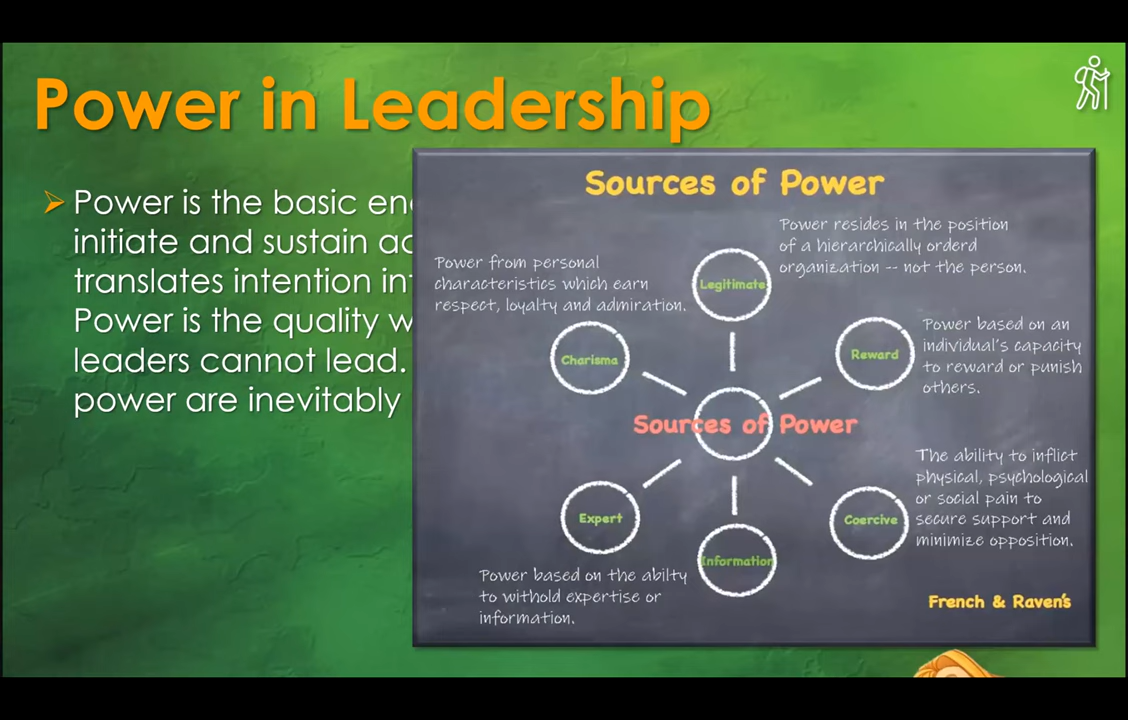 Power in Leadership
Power is the basic
initiate and sustain
translates intention
Power is the quality
leaders cannot lead.
power are inevitably
Sources of Power
Power resides in the position
of a hierarchically orderd
organization -- not the person.
Power from personal
characteristics which earn
respect, loyalty and admiration.
Legitimate
Charisma
Reward
Power based on an
individual's capacity
to reward or punish
others.
Sources of Power
The ability to inflict
physical, psychological
or social pain to
secure support and
minimize opposition.
Expert
Information
Coercive
Power based on the abilty
to withold expertise or
information.
French & Raven's